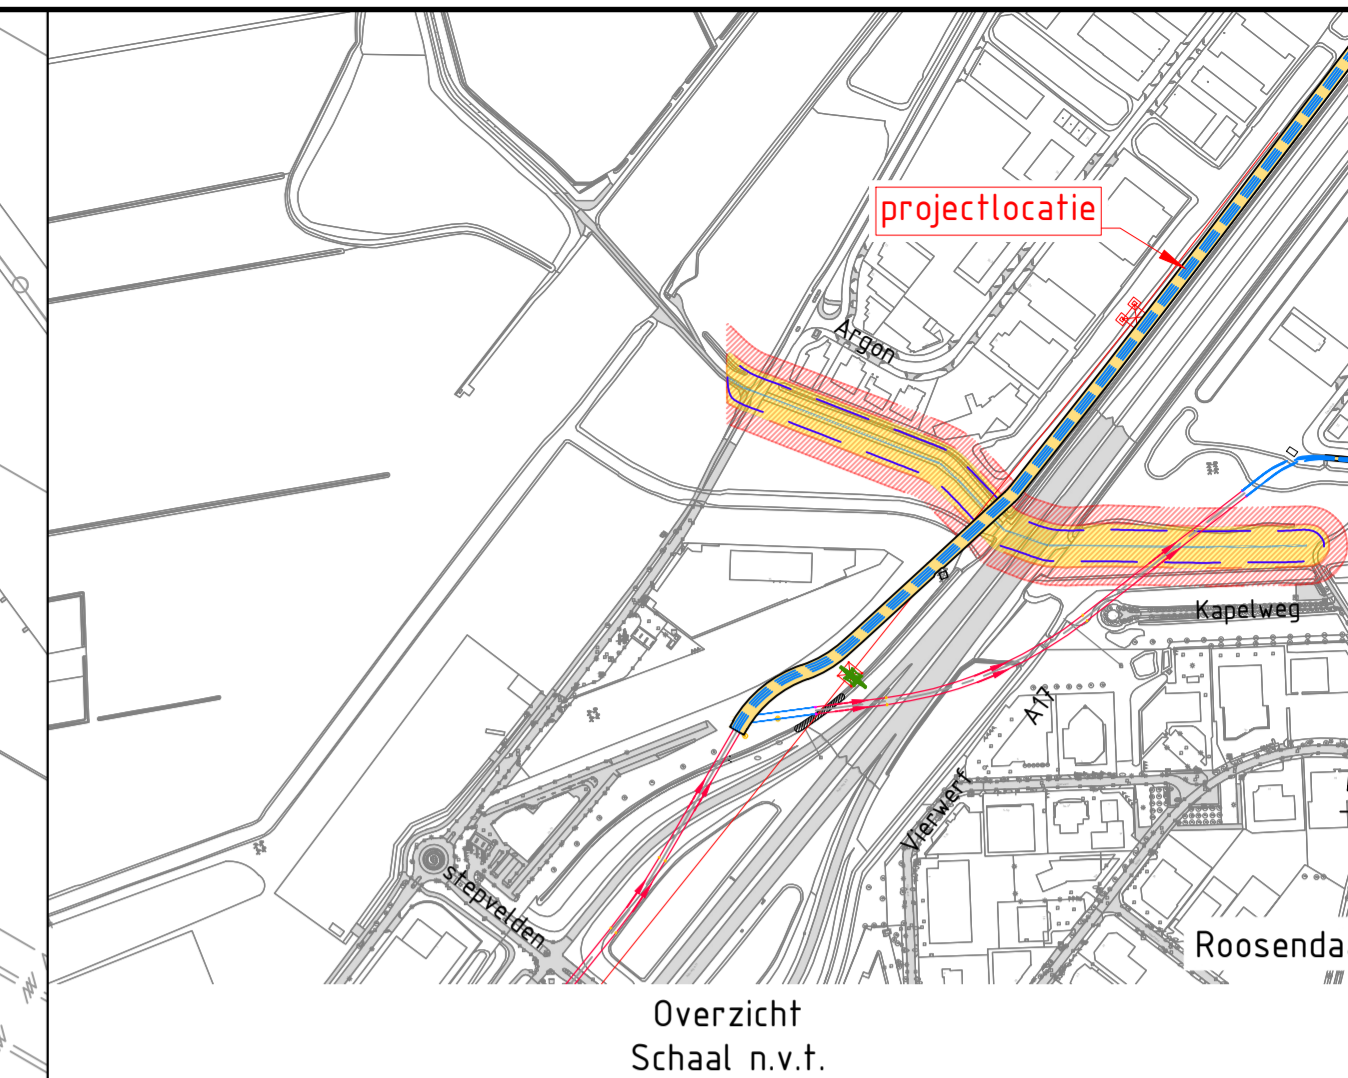 projectlocatie
Argon
Kapelweg
A17
Vierwerf
stepvelden
Roosenda
Overzicht
Schaal n.v.t.